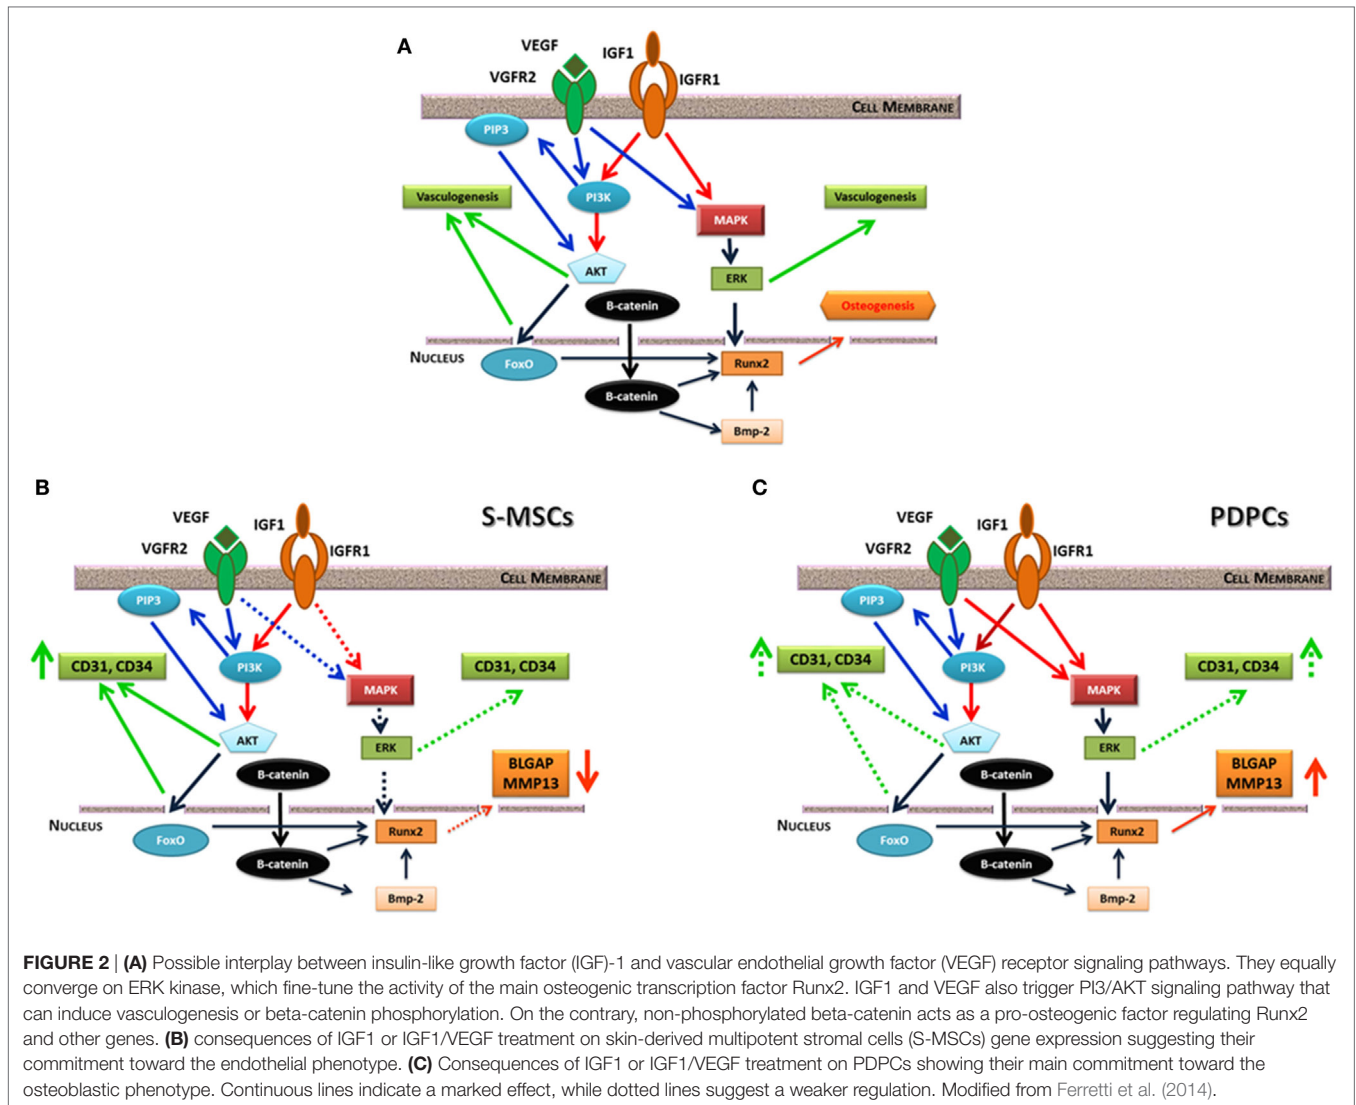 A
VEGF
IGF1
VGFR2
IGFR1
CELL MEMBRANE
PIP3
Vasculogenesis
PI3K
MAPK
Vasculogenesis
AKT
ERK
B-catenin
Osteogenesis
NUCLEUS
FoxO
Runx2
B-catenin
Bmp-2
B
S-MSCs
VEGF
IGF1
VGFR2
IGFR1
CELL MEMBRANE
PIP3
CD31, CD34
PI3K
MAPK
CD31, CD34
AKT
ERK
B-catenin
BLGAP
MMP13
NUCLEUS
FoxO
Runx2
B-catenin
Bmp-2
C
PDPCs
VEGF
IGF1
VGFR2
IGFR1
CELL MEMBRANE
PIP3
CD31, CD34
PI3K
MAPK
CD31, CD34
AKT
ERK
B-catenin
BLGAP
MMP13
NUCLEUS
FoxO
Runx2
B-catenin
Bmp-2
FIGURE 2 | (A) Possible interplay between insulin-like growth factor (IGF)-1 and vascular endothelial growth factor (VEGF) receptor signaling pathways. They equally
converge on ERK kinase, which fine-tune the activity of the main osteogenic transcription factor Runx2. IGF1 and VEGF also trigger PI3/AKT signaling pathway that
can induce vasculogenesis or beta-catenin phosphorylation. On the contrary, non-phosphorylated beta-catenin acts as a pro-osteogenic factor regulating Runx2
and other genes. (B) consequences of IGF1 or IGF1/VEGF treatment on skin-derived multipotent stromal cells (S-MSCs) gene expression suggesting their
commitment toward the endothelial phenotype. (C) Consequences of IGF1 or IGF1/VEGF treatment on PDPCs showing their main commitment toward the
osteoblastic phenotype. Continuous lines indicate a marked effect, while dotted lines suggest a weaker regulation. Modified from Ferretti et al. (2014).